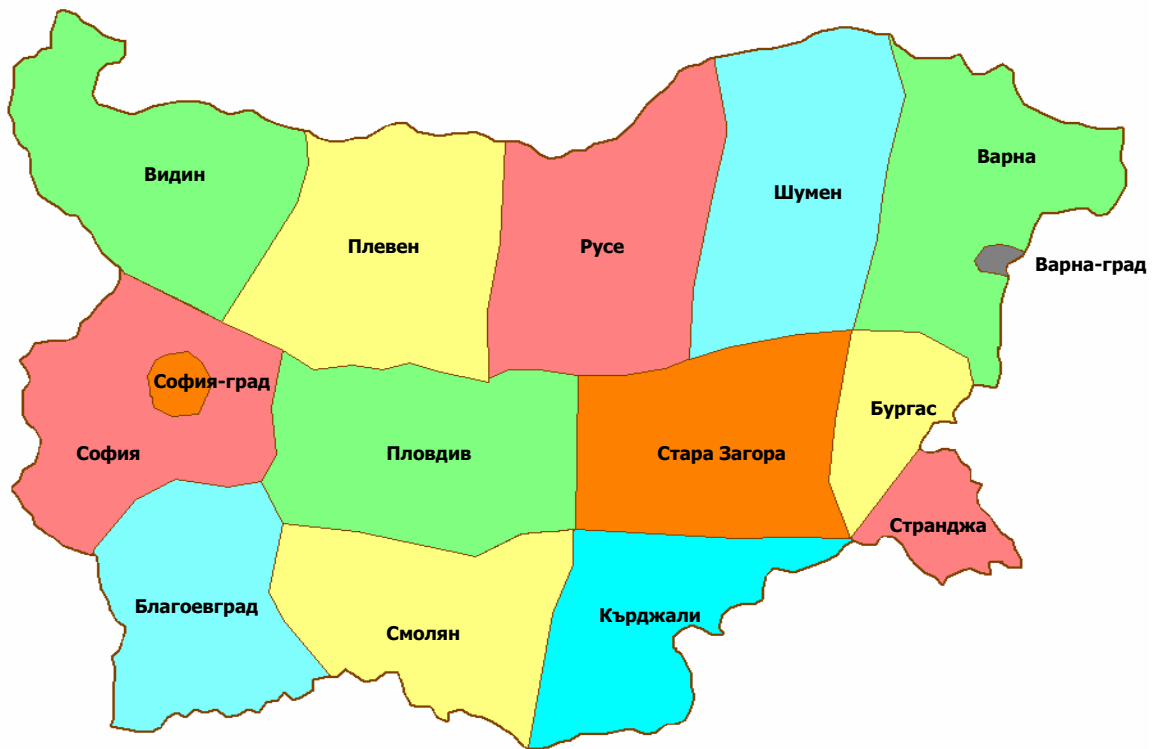 Видин
Варна
Шумен
Плевен
Русе
Варна-град
София-град
Бургас
София
Пловдив
Стара Загора
Странджа
Благоевград
Кърджали
Смолян